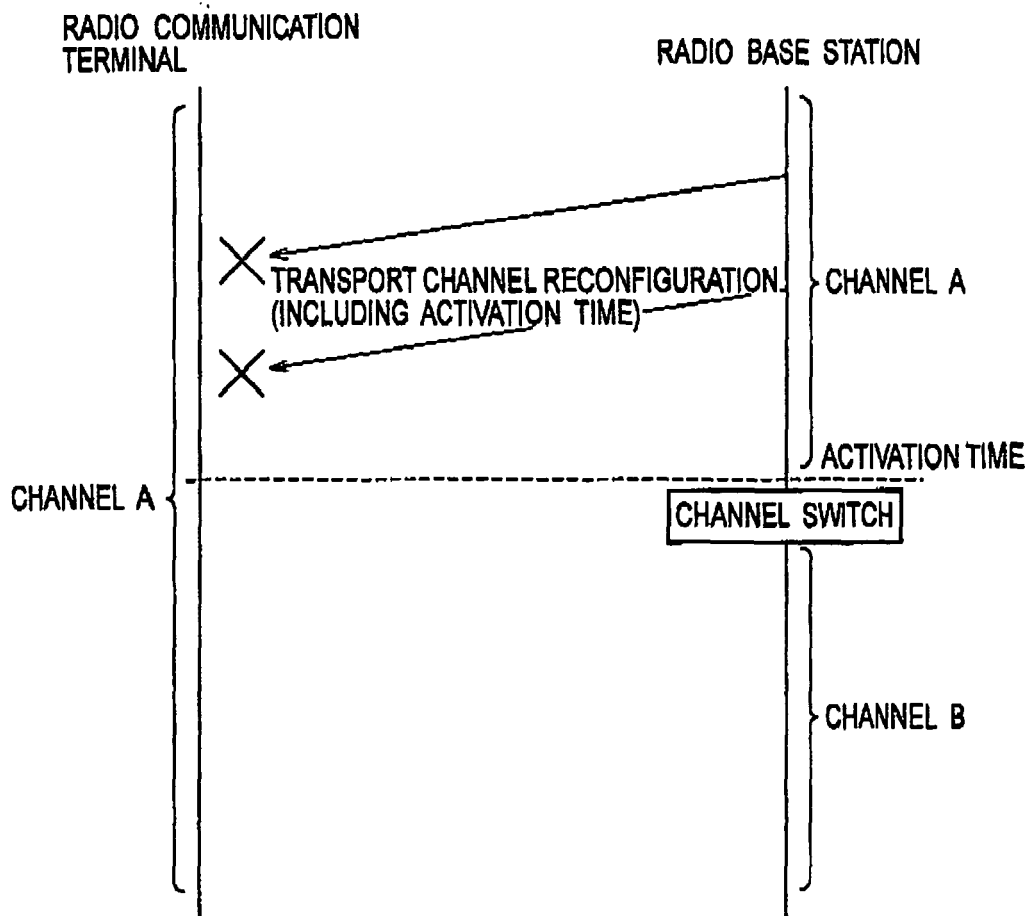 RADIO COMMUNICATION
TERMINAL
RADIO BASE STATION
TRANSPORT CHANNEL RECONFIGURATION
(INCLUDING ACTIVATION TIME)
CHANNEL A
ACTIVATION TIME
CHANNEL A
CHANNEL SWITCH
CHANNEL B